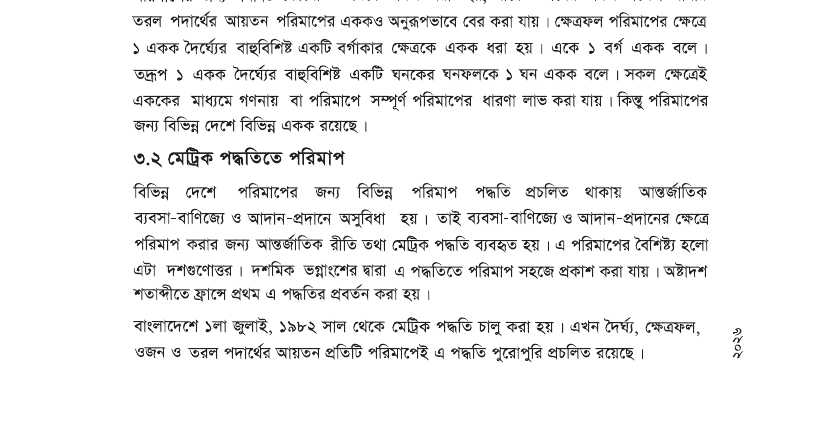 তরল পদার্থের আয়তন পরিমাপের এককও অনুরূপভাবে বের করা যায়। ক্ষেত্রফল পরিমাপের ক্ষেত্রে
১ একক দৈর্ঘ্যের বাহুবিশিষ্ট একটি বর্গাকার ক্ষেত্রকে একক ধরা হয়। একে ১ বর্গ একক বলে।
তদ্রূপ ১ একক দৈর্ঘ্যের বাহুবিশিষ্ট একটি ঘনকের ঘনফলকে ১ ঘন একক বলে। সকল ক্ষেত্রেই
এককের মাধ্যমে গণনায় বা পরিমাপে সম্পূর্ণ পরিমাপের ধারণা লাভ করা যায়। কিন্তু পরিমাপের
জন্য বিভিন্ন দেশে বিভিন্ন একক রয়েছে।
৩.২ মেট্রিক পদ্ধতিতে পরিমাপ
বিভিন্ন দেশে পরিমাপের জন্য বিভিন্ন পরিমাপ পদ্ধতি প্রচলিত থাকায় আন্তর্জাতিক
ব্যবসা-বাণিজ্যে ও আদান-প্রদানে অসুবিধা হয়। তাই ব্যবসা-বাণিজ্যে ও আদান-প্রদানের ক্ষেত্রে
পরিমাপ করার জন্য আন্তর্জাতিক রীতি তথা মেট্রিক পদ্ধতি ব্যবহৃত হয়। এ পরিমাপের বৈশিষ্ট্য হলো
এটা দশগুণোত্তর। দশমিক ভগ্নাংশের দ্বারা এ পদ্ধতিতে পরিমাপ সহজে প্রকাশ করা যায়। অষ্টাদশ
শতাব্দীতে ফ্রান্সে প্রথম এ পদ্ধতির প্রবর্তন করা হয়।
বাংলাদেশে ১লা জুলাই, ১৯৮২ সাল থেকে মেট্রিক পদ্ধতি চালু করা হয়। এখন দৈর্ঘ্য, ক্ষেত্রফল,
ওজন ও তরল পদার্থের আয়তন প্রতিটি পরিমাপেই এ পদ্ধতি পুরোপুরি প্রচলিত রয়েছে।
২০২৬